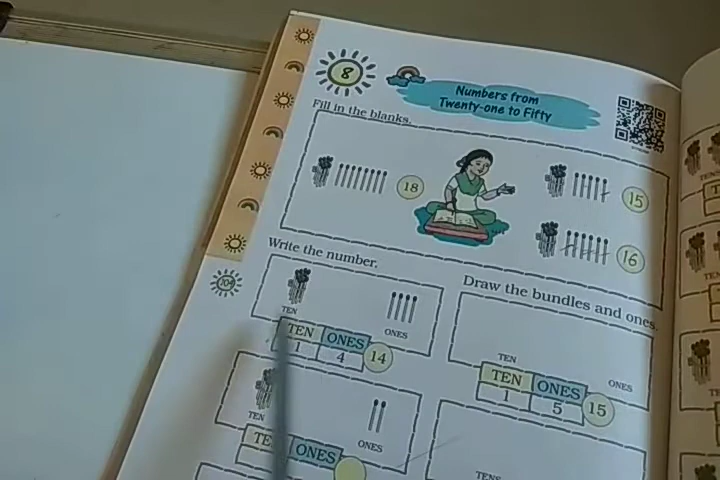 8
Numbers from
Twenty-one to Fifty
Fill in the blanks.
18
15
16
Write the number.
Draw the bundles and ones.
104
TEN
ONES
TEN ONES
1 4 14
TEN
ONES
TEN ONES
1 5 15
TEN
ONES
ONES
TENS